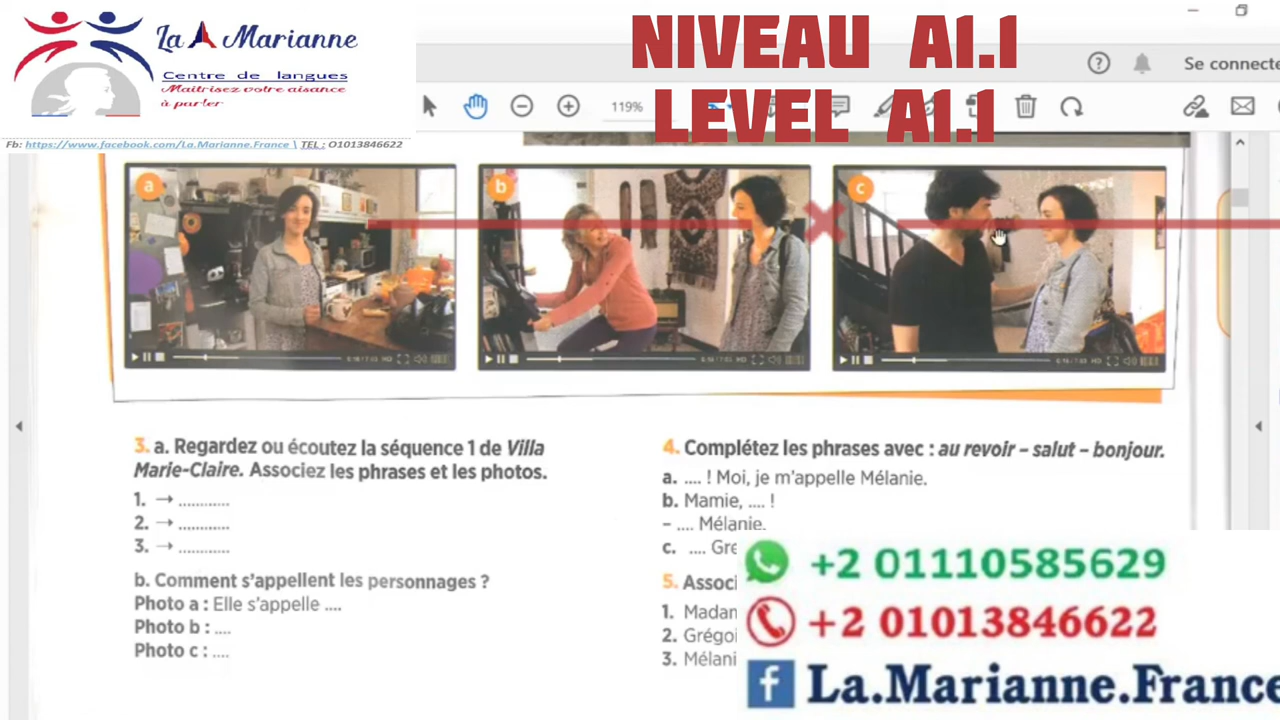 La Marianne
Centre de langues
Maitrisez votre aisance
à parler
Fb: https://www.facebook.com/La.Marianne.France \ TEL : O1013846622
NIVEAU A1.1
LEVEL A1.1
Se connecte
119%
a
b
c
3. a. Regardez ou écoutez la séquence 1 de Villa
Marie-Claire. Associez les phrases et les photos.
1. → ............
2. → ............
3. → ............
b. Comment s'appellent les personnages ?
Photo a : Elle s'appelle ....
Photo b : ....
Photo c : ....
4. Complétez les phrases avec : au revoir – salut – bonjour.
a. .... ! Moi, je m'appelle Mélanie.
b. Mamie, .... !
– .... Mélanie.
c. .... Gre
5. Associ
1. Madan
2. Grégoi
3. Mélani
+2 01110585629
+2 01013846622
La.Marianne.France